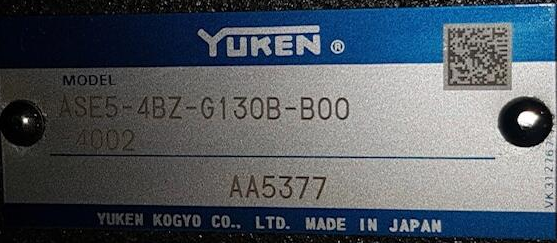 YUKEN®
MODEL
ASE5-4BZ-G130B-B00
-4002
AA5377
YUKEN KOGYO CO., LTD. MADE IN JAPAN